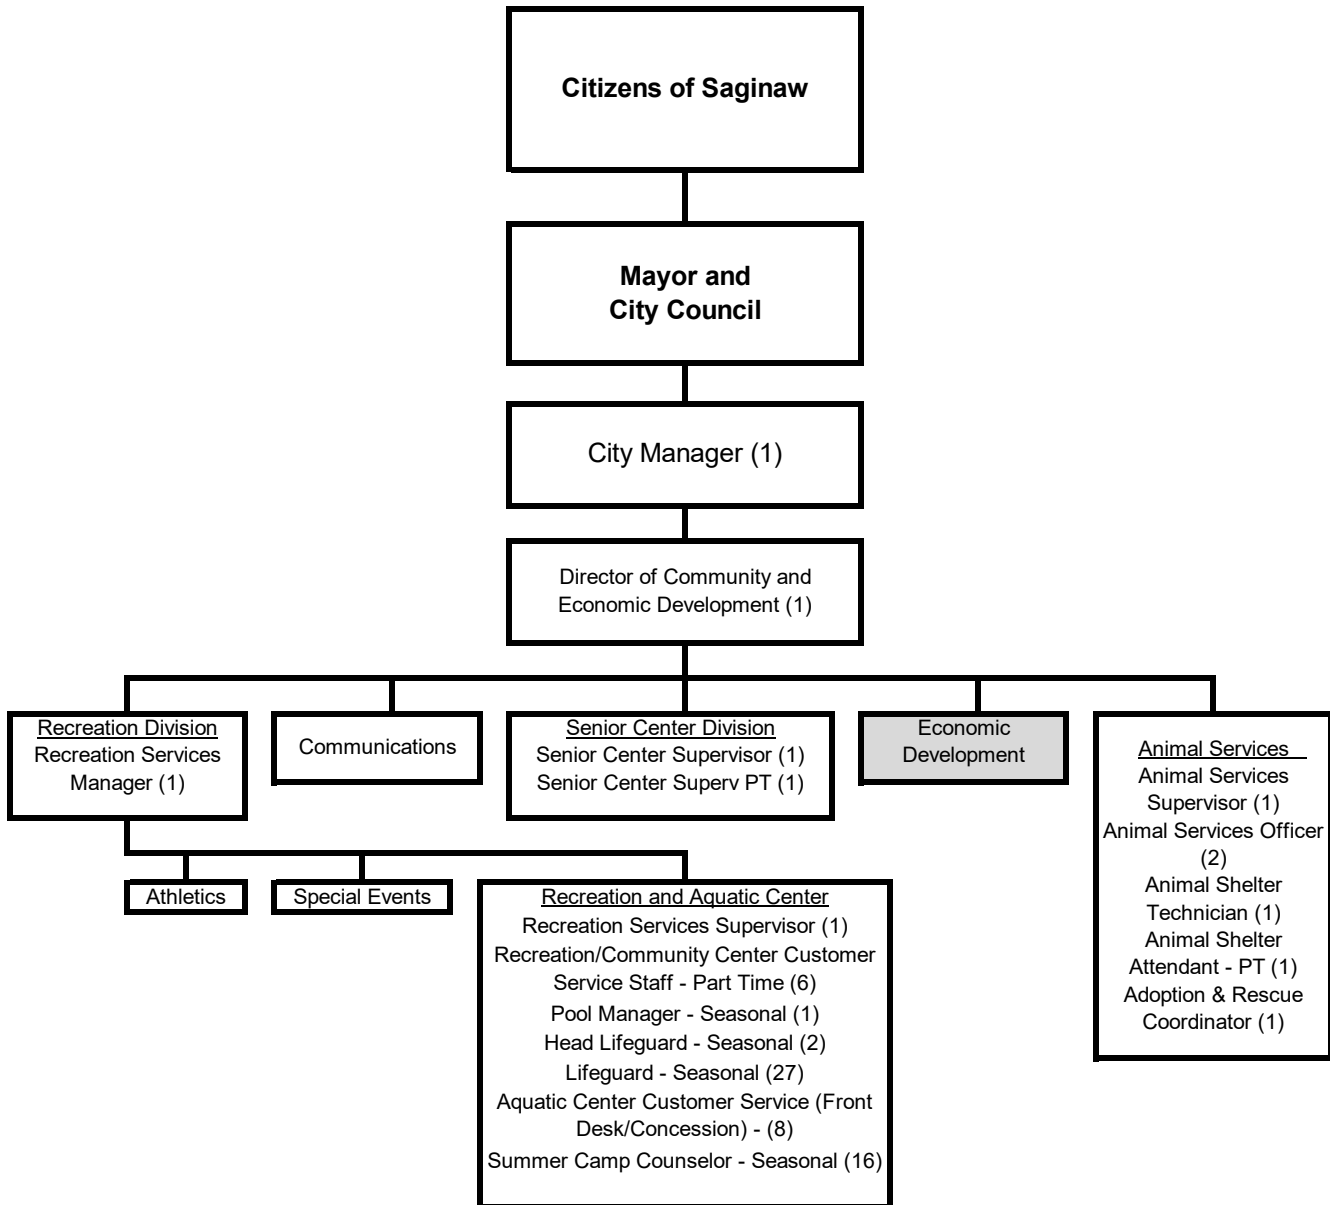 Citizens of Saginaw
Mayor and
City Council
City Manager (1)
Director of Community and
Economic Development (1)
Recreation Division
Recreation Services
Manager (1)
Communications
Senior Center Division
Senior Center Supervisor (1)
Senior Center Superv PT (1)
Economic
Development
Animal Services
Animal Services
Supervisor (1)
Animal Services Officer
(2)
Animal Shelter
Technician (1)
Animal Shelter
Attendant - PT (1)
Adoption & Rescue
Coordinator (1)
Athletics
Special Events
Recreation and Aquatic Center
Recreation Services Supervisor (1)
Recreation/Community Center Customer
Service Staff - Part Time (6)
Pool Manager - Seasonal (1)
Head Lifeguard - Seasonal (2)
Lifeguard - Seasonal (27)
Aquatic Center Customer Service (Front
Desk/Concession) - (8)
Summer Camp Counselor - Seasonal (16)